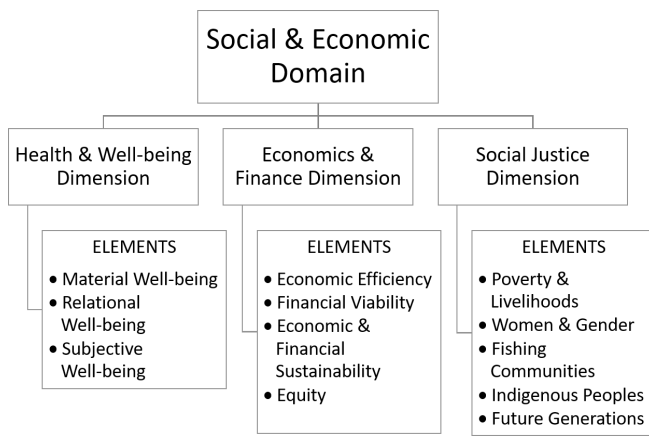 Social & Economic
Domain
Health & Well-being
Dimension
ELEMENTS
• Material Well-being
• Relational
Well-being
• Subjective
Well-being
Economics &
Finance Dimension
ELEMENTS
• Economic Efficiency
• Financial Viability
• Economic &
Financial
Sustainability
• Equity
Social Justice
Dimension
ELEMENTS
• Poverty &
Livelihoods
• Women & Gender
• Fishing
Communities
• Indigenous Peoples
• Future Generations